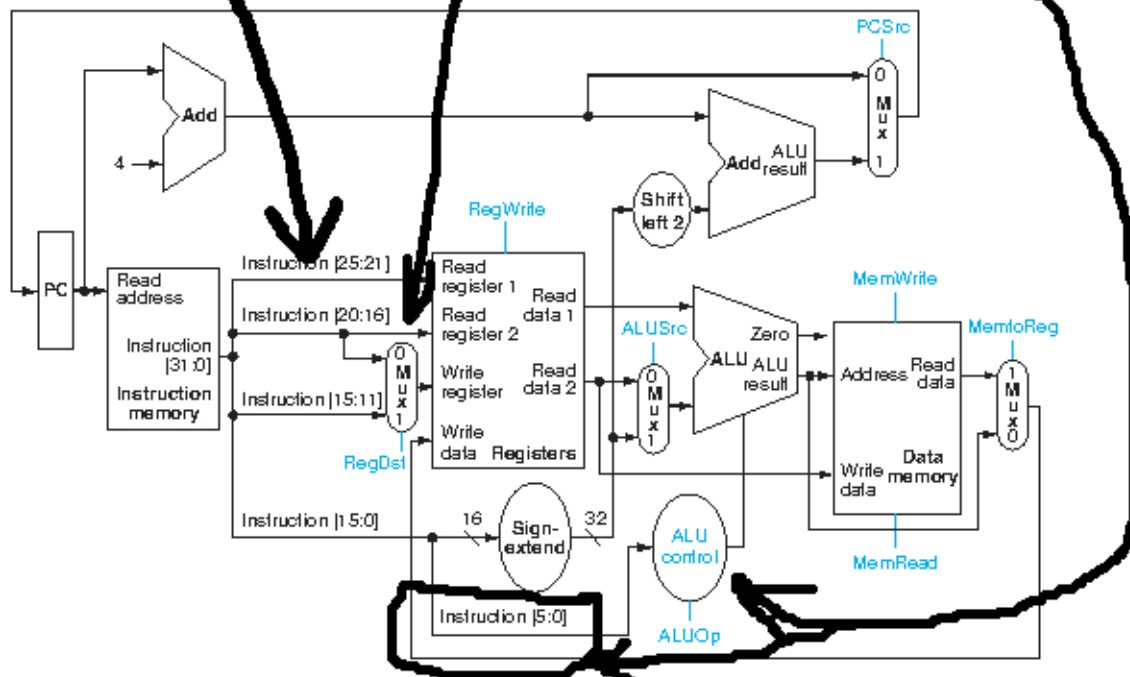 PCSrc
0
M
u
x
1
Add
4
Add
ALU
result
Shift
left 2
RegWrite
PC
Read
address
Instruction
[31:0]
Instruction
memory
Instruction [25:21]
Instruction [20:16]
Instruction [15:11]
Instruction [15:0]
0
M
u
x
1
RegDst
Read
register 1
Read
register 2
Write
register
Write
data
Read
data 1
Read
data 2
Registers
ALUSrc
0
M
u
x
1
Zero
ALU
ALU
result
MemWrite
Address
Read
data
Write
data
Data
memory
MemRead
MemtoReg
1
M
u
x
0
16
Sign-
extend
32
ALU
control
ALUOp
Instruction [5:0]